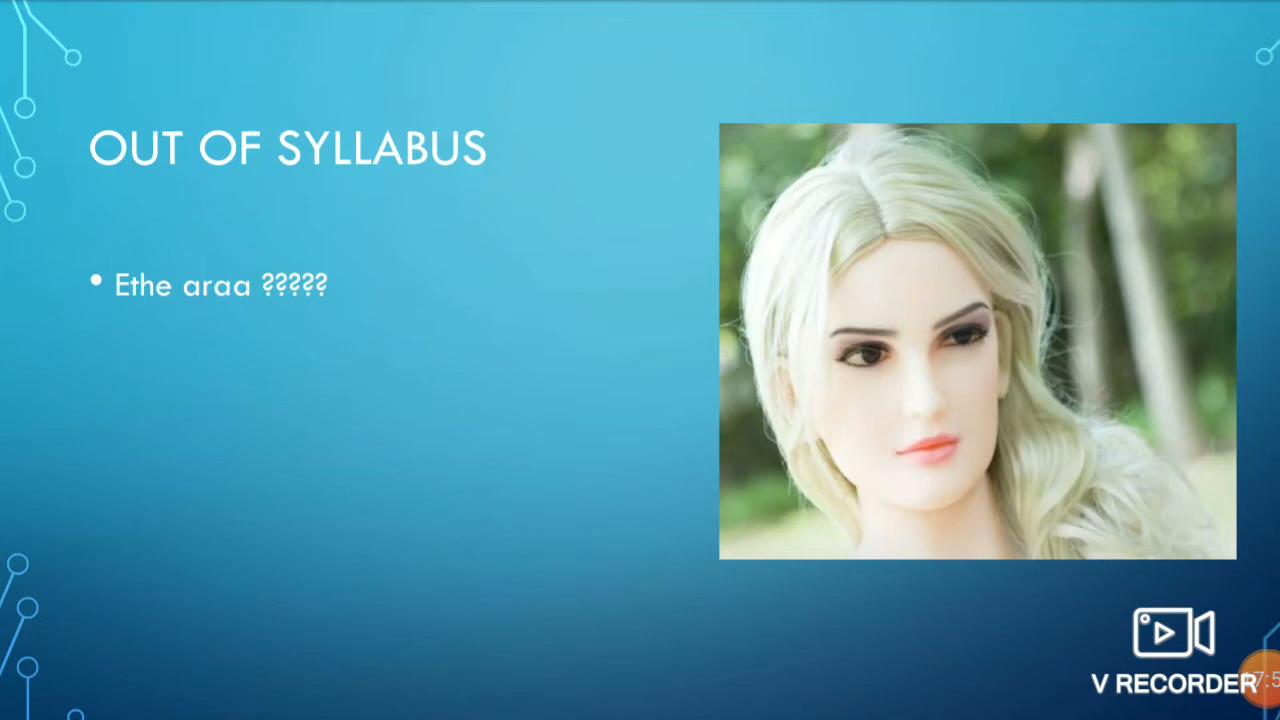 OUT OF SYLLABUS
• Ethe araa ?????
V RECORDER